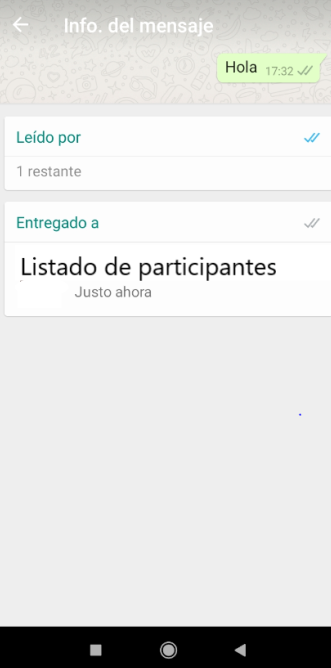 Info. del mensaje
Hola 17:32
Leído por
1 restante
Entregado a
Listado de participantes
Justo ahora